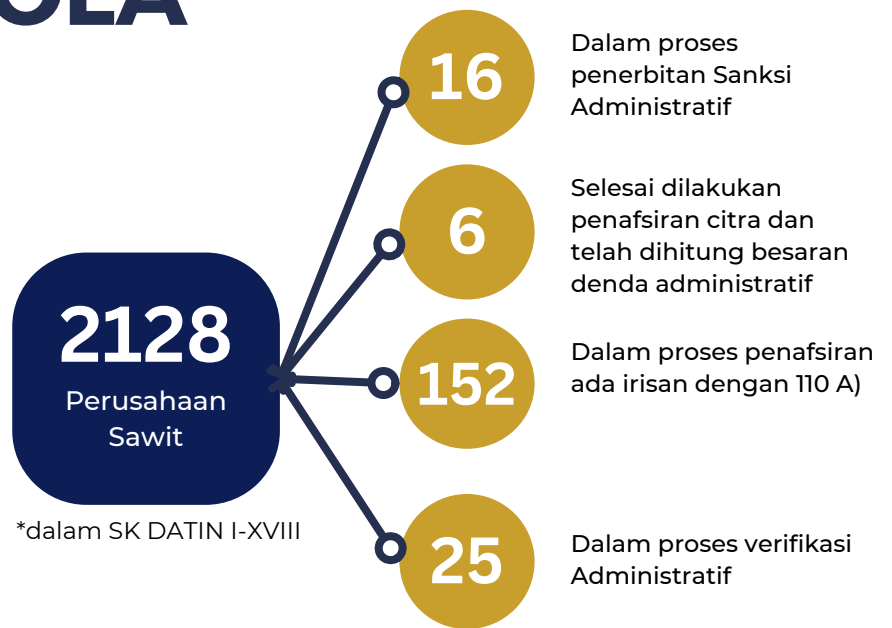 16
Dalam proses
penerbitan Sanksi
Administratif
6
Selesai dilakukan
penafsiran citra dan
telah dihitung besaran
denda administratif
2128
Perusahaan
Sawit
*dalam SK DATIN I-XVIII
152
Dalam proses penafsiran
ada irisan dengan 110 A)
25
Dalam proses verifikasi
Administratif